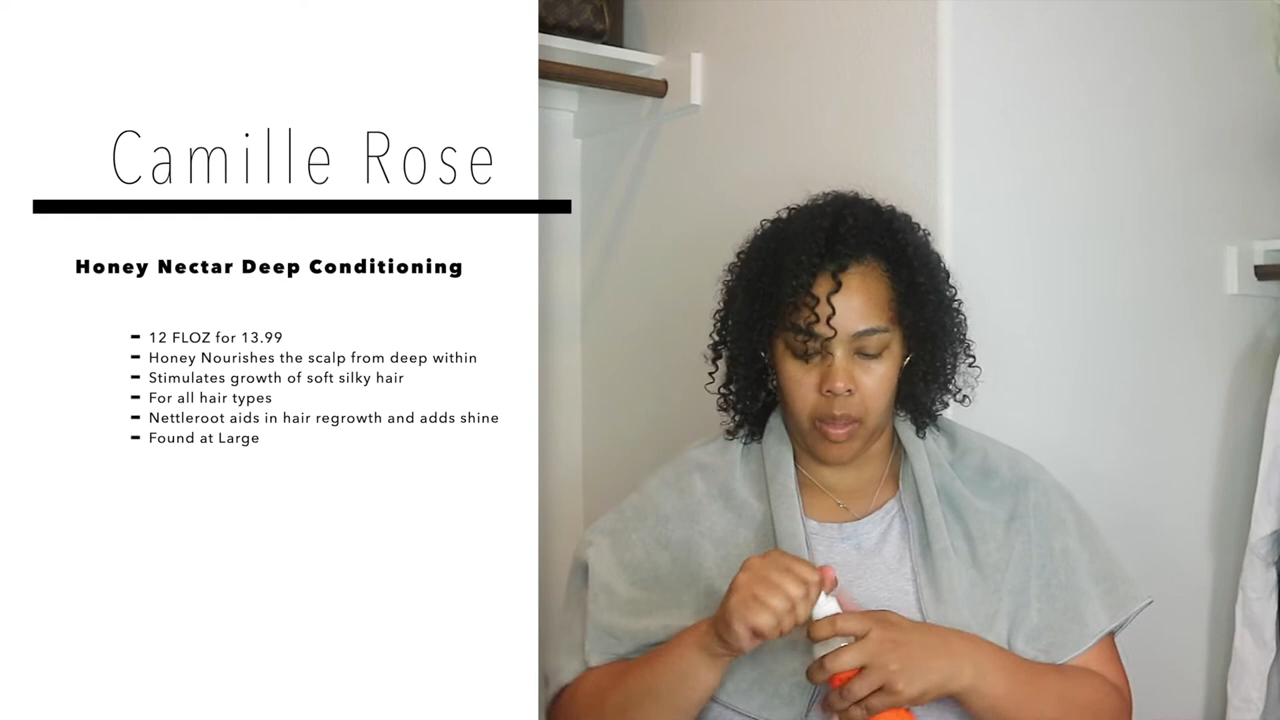 Camille Rose
Honey Nectar Deep Conditioning
- 12 FLOZ for 13.99
- Honey Nourishes the scalp from deep within
- Stimulates growth of soft silky hair
- For all hair types
- Nettleroot aids in hair regrowth and adds shine
- Found at Large